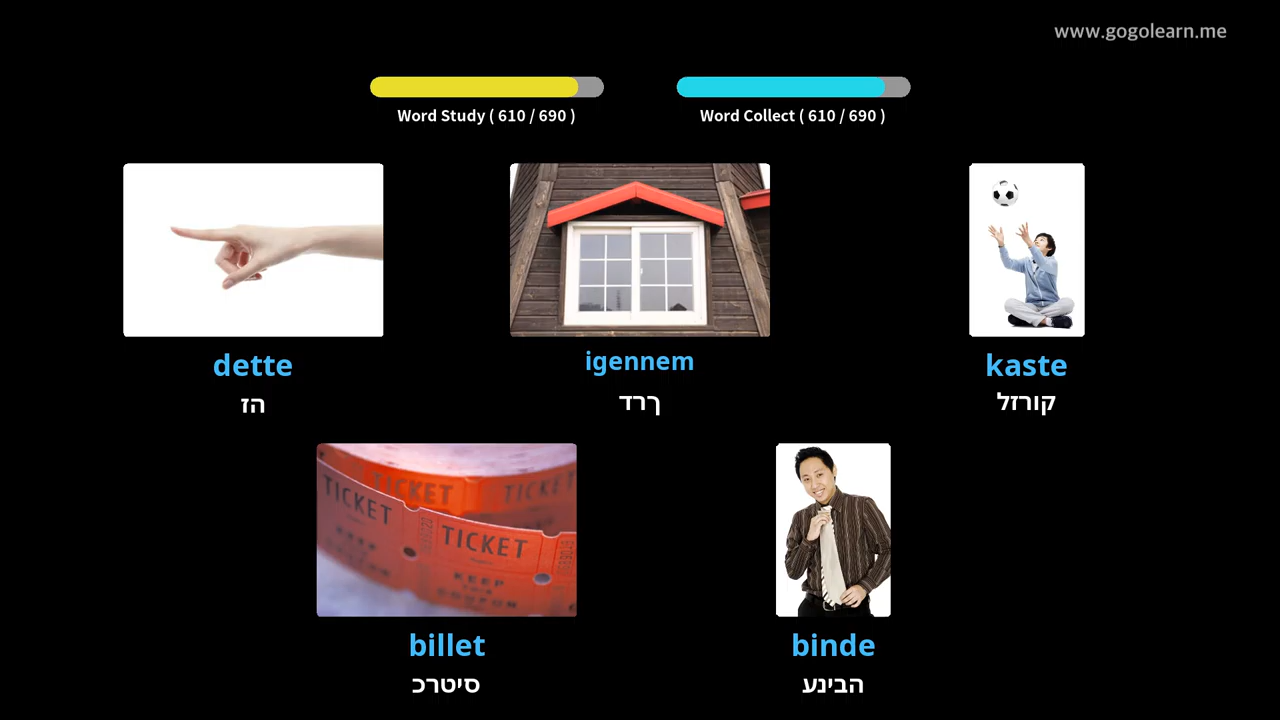 www.gogolearn.me
Word Study ( 610 / 690 )
Word Collect ( 610 / 690 )
dette
הז
igennem
ךרד
kaste
קורזל
TICKET
TICKET
TICKET
KEEP
billet
סיטרכ
binde
הבינע